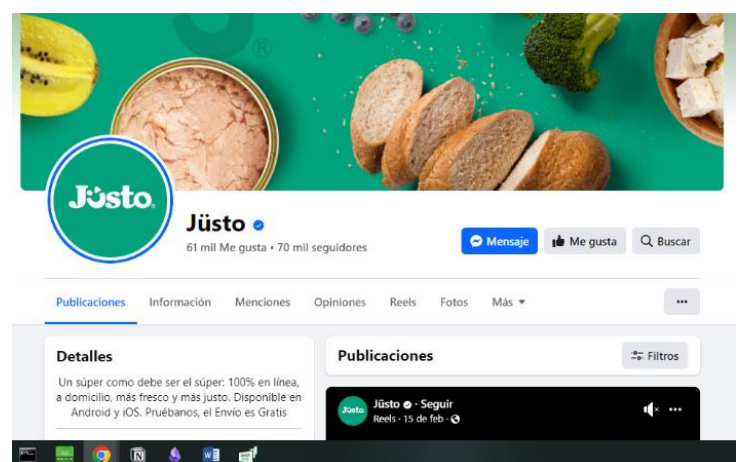 Jüsto
Jüsto
61 mil Me gusta • 70 mil seguidores
Mensaje
Me gusta
Buscar
Publicaciones
Información
Menciones
Opiniones
Reels
Fotos
Más
Detalles
Un súper como debe ser el súper: 100% en línea,
a domicilio, más fresco y más justo. Disponible en
Android y iOS. Pruébanos, el Envío es Gratis
Publicaciones
Filtros
Jüsto
Jüsto · Seguir
Reels · 15 de feb ·